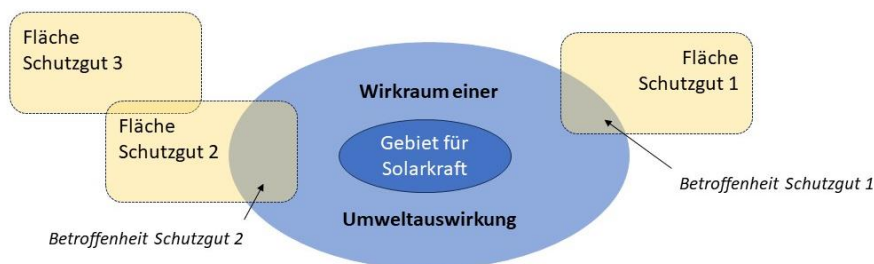 Fläche
Schutzgut 3
Fläche
Schutzgut 2
Betroffenheit Schutzgut 2
Wirkraum einer
Gebiet für
Solarkraft
Umweltauswirkung
Fläche
Schutzgut 1
Betroffenheit Schutzgut 1